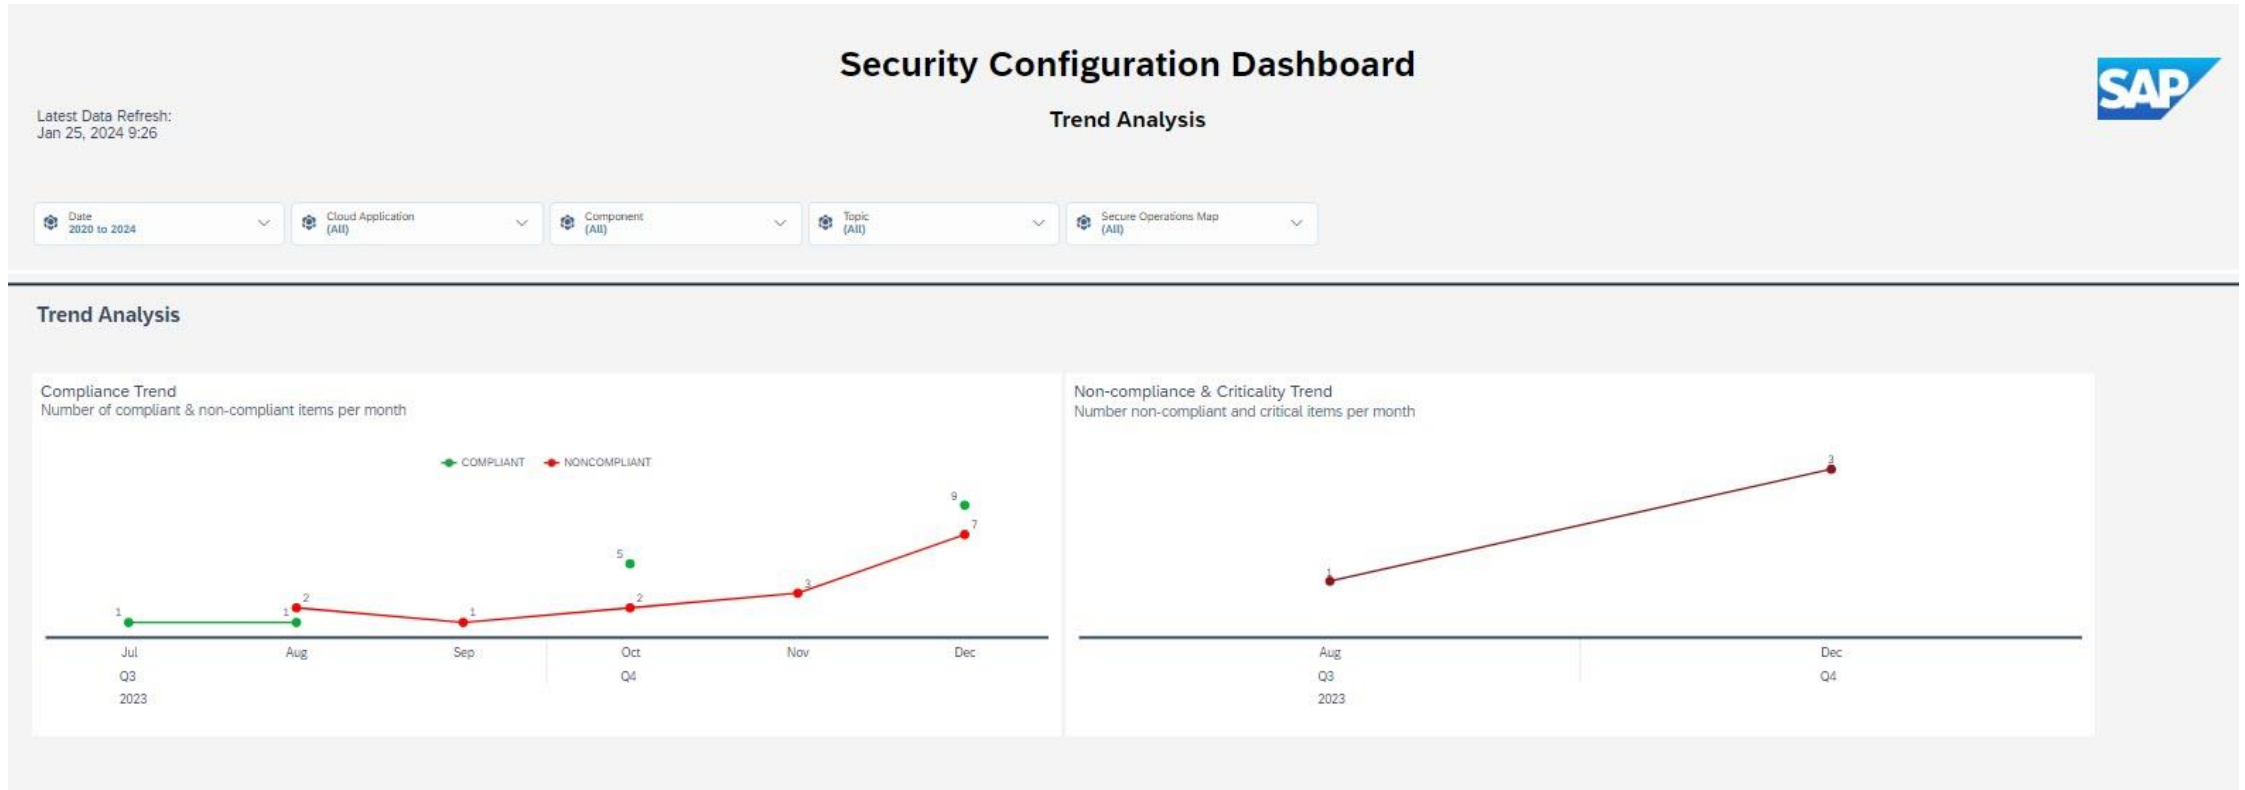 Security Configuration Dashboard
SAP
Latest Data Refresh:
Jan 25, 2024 9:26
Trend Analysis
Date
2020 to 2024
Cloud Application
(All)
Component
(All)
Topic
(All)
Secure Operations Map
(All)
Trend Analysis
Compliance Trend
Number of compliant & non-compliant items per month
COMPLIANT NONCOMPLIANT
9
7
5
3
1 1 2 1 2
Jul Aug Sep Oct Nov Dec
Q3 Q4
2023
Non-compliance & Criticality Trend
Number non-compliant and critical items per month
3
1
Aug Dec
Q3 Q4
2023